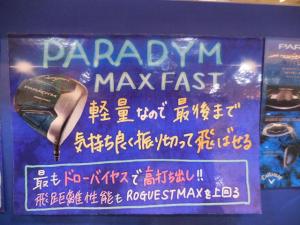 PARADYM
MAX FAST
軽量なので最後まで
気持ち良く振り切って飛ばせる
最もドローバイヤスで高打ち出し!!
飛距離性能もROGUESTMAXを上回る
Callaway